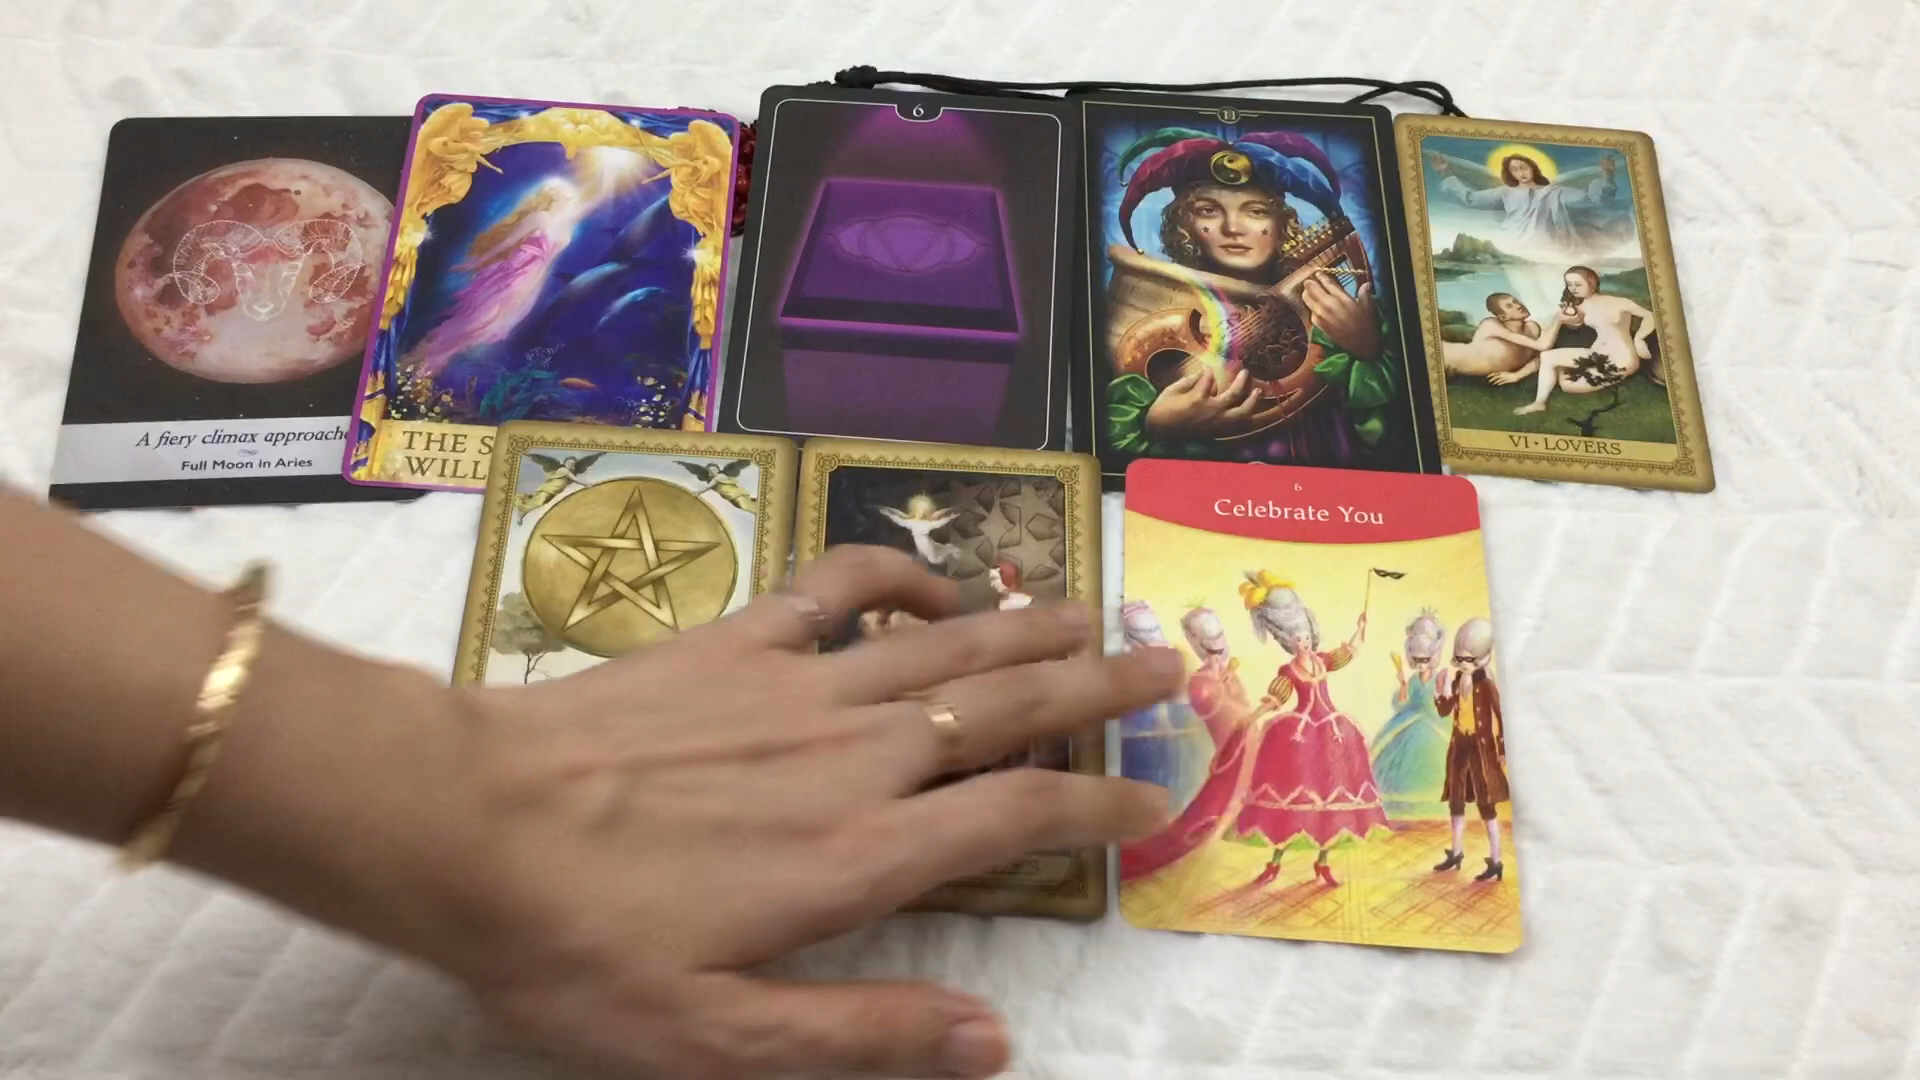 6
11
A fiery climax approache
Full Moon in Aries
THE S
WILL
VI • LOVERS
6
Celebrate You